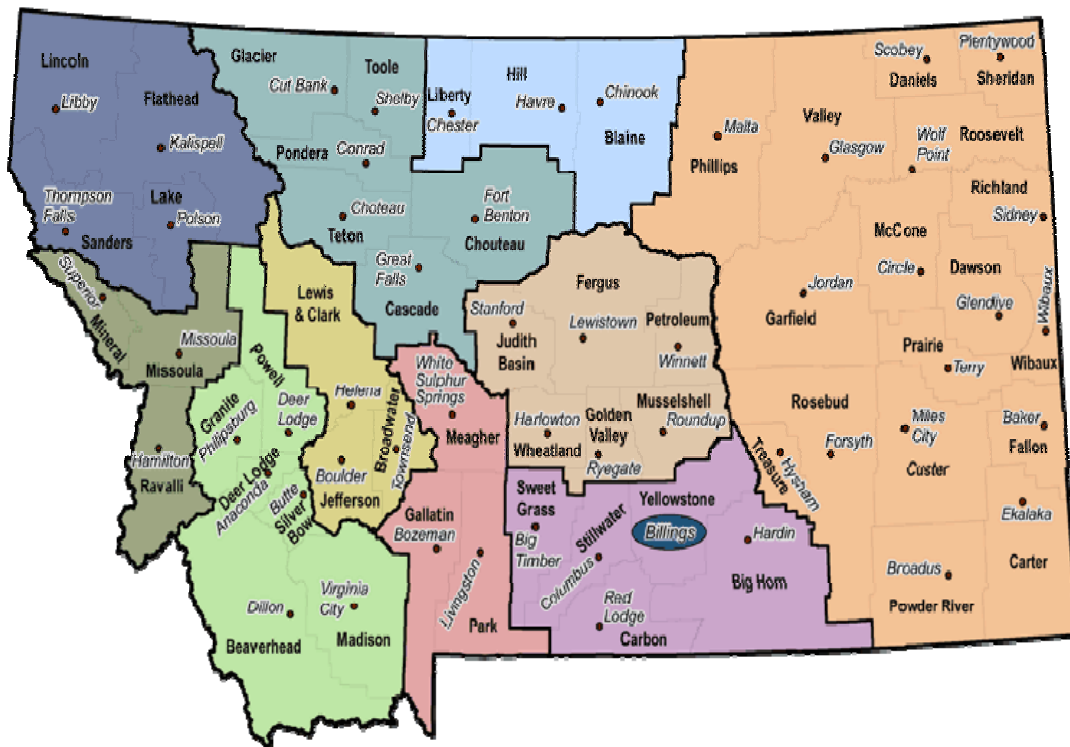 Lincoln
Libby
Flathead
Kalispell
Lake
Polson
Thompson
Falls
Sanders
Glacier
Cut Bank
Toole
Shelby
Pondera
Conrad
Choteau
Teton
Great
Falls
Cascade
Fort
Benton
Chouteau
Liberty
Chester
Hill
Havre
Chinook
Blaine
Scobey
Daniels
Plentywood
Sheridan
Malta
Phillips
Valley
Glasgow
Wolf
Point
Roosevelt
Richland
Sidney
McCone
Circle
Dawson
Glendive
Wibaux
Wibaux
Jordan
Garfield
Prairie
Terry
Rosebud
Forsyth
Miles
City
Custer
Baker
Fallon
Ekalaka
Carter
Broadus
Powder River
Treasure
Hysham
Superior
Mineral
Missoula
Missoula
Hamilton
Ravalli
Powell
Granite
Philipsburg
Deer
Lodge
Deer Lodge
Anaconda
Butte
Silver
Bow
Dillon
Beaverhead
Virginia
City
Madison
Lewis
& Clark
Helena
Broadwater
Townsend
Boulder
Jefferson
White
Sulphur
Springs
Meagher
Gallatin
Bozeman
Livingston
Park
Fergus
Stanford
Judith
Basin
Lewistown
Petroleum
Winnett
Harlowton
Wheatland
Golden
Valley
Ryegate
Musselshell
Roundup
Sweet
Grass
Big
Timber
Stillwater
Columbus
Yellowstone
Billings
Hardin
Big Horn
Red
Lodge
Carbon